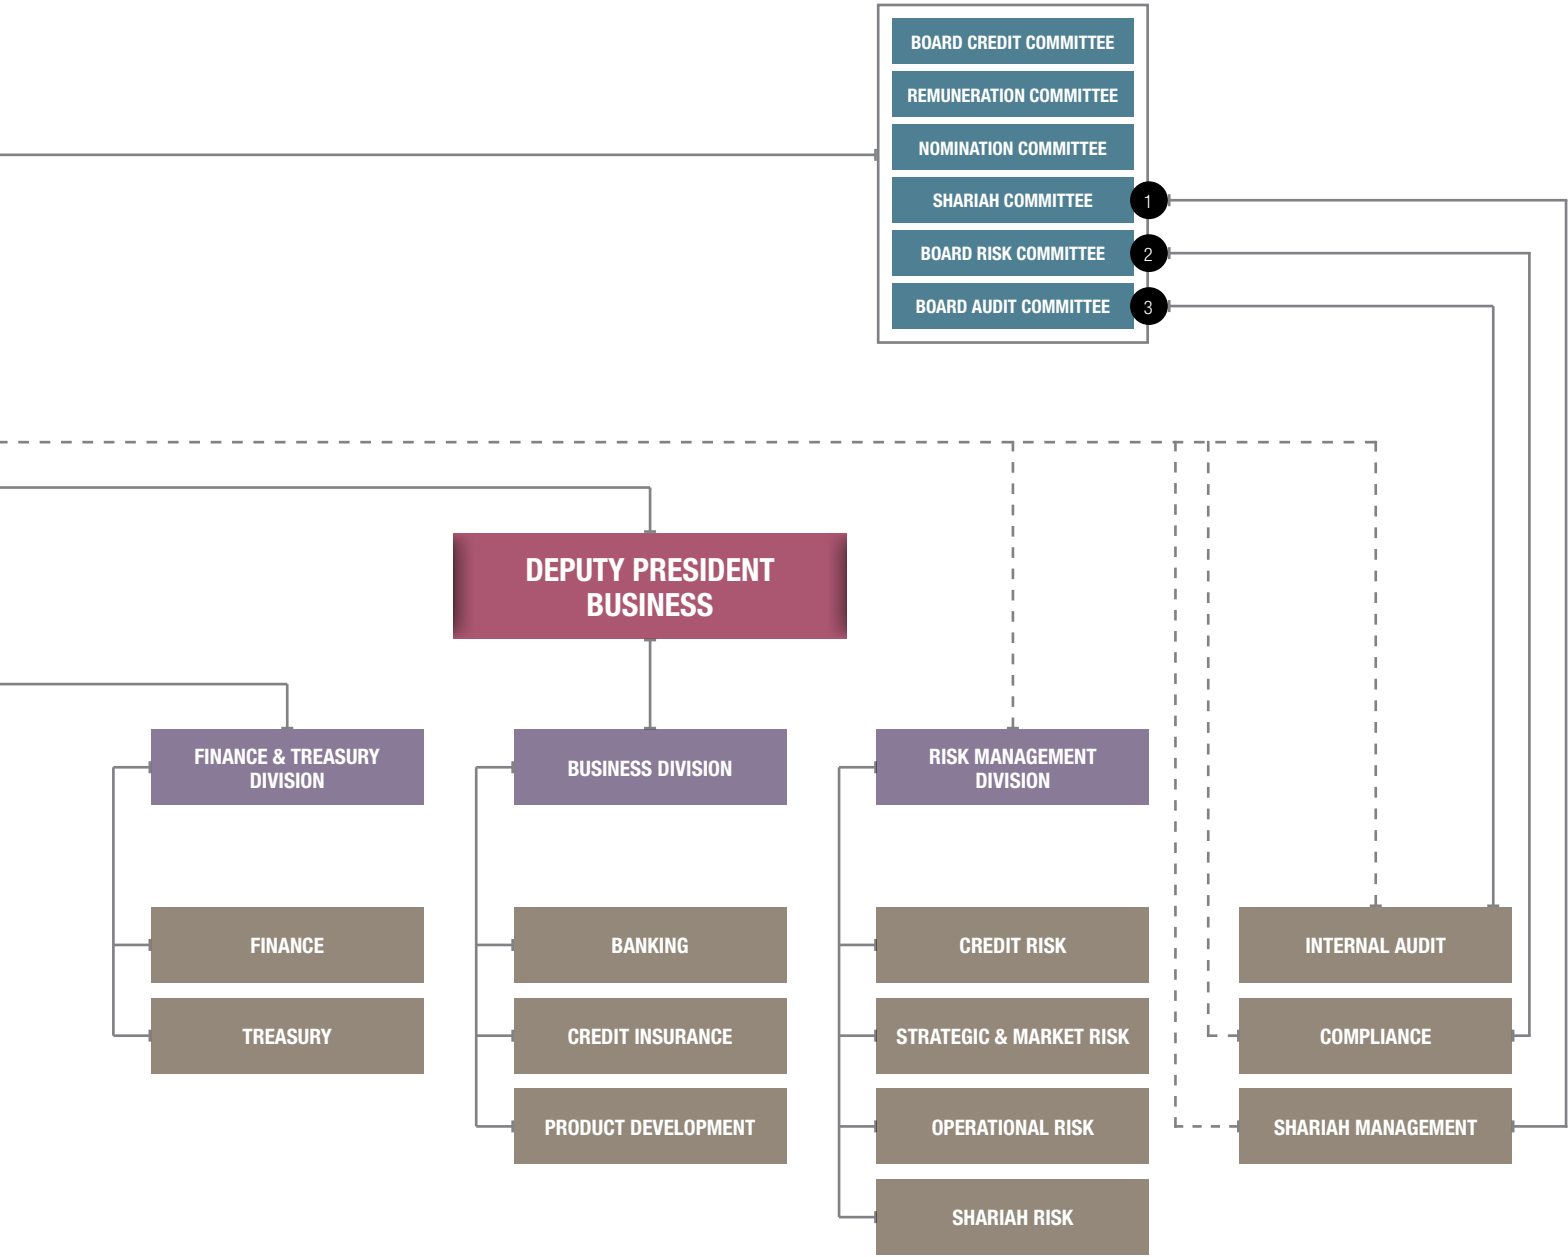 BOARD CREDIT COMMITTEE
REMUNERATION COMMITTEE
NOMINATION COMMITTEE
SHARIAH COMMITTEE
1
BOARD RISK COMMITTEE
2
BOARD AUDIT COMMITTEE
3
DEPUTY PRESIDENT
BUSINESS
FINANCE & TREASURY
DIVISION
BUSINESS DIVISION
RISK MANAGEMENT
DIVISION
FINANCE
BANKING
CREDIT RISK
INTERNAL AUDIT
TREASURY
CREDIT INSURANCE
STRATEGIC & MARKET RISK
COMPLIANCE
PRODUCT DEVELOPMENT
OPERATIONAL RISK
SHARIAH MANAGEMENT
SHARIAH RISK